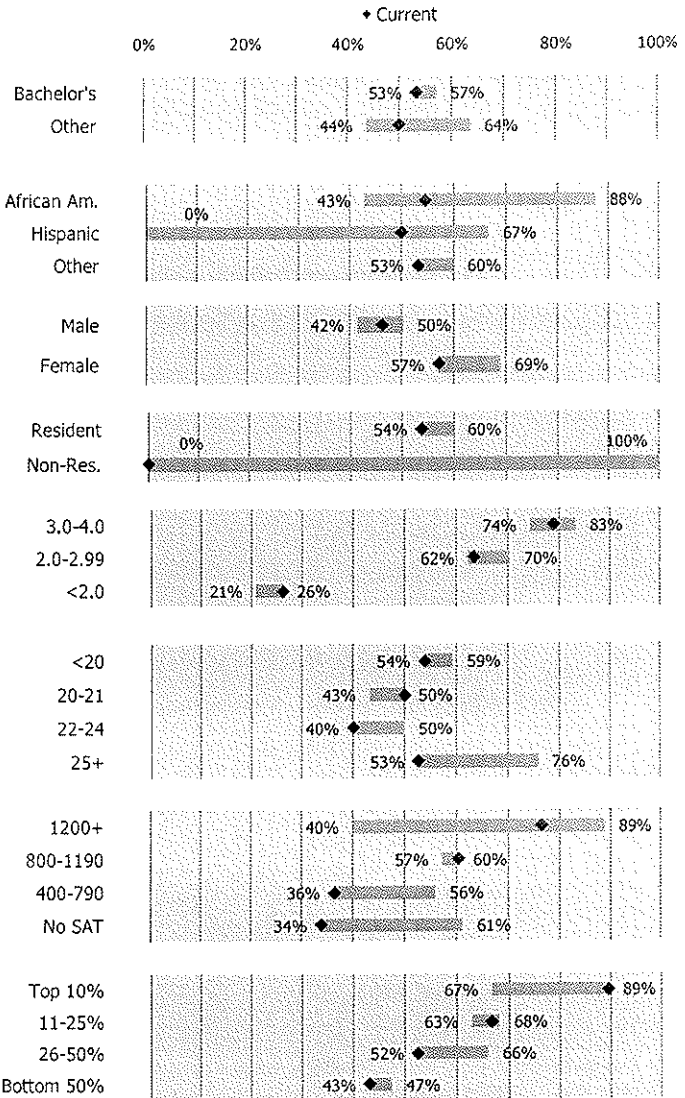 Current
0% 20% 40% 60% 80% 100%
Bachelor's 53% 57%
Other 44% 64%
African Am. 43% 88%
0%
Hispanic 67%
Other 53% 60%
Male 42% 50%
Female 57% 69%
Resident 54% 60%
0% 100%
Non-Res.
3.0-4.0 74% 83%
2.0-2.99 62% 70%
<2.0 21% 26%
<20 54% 59%
20-21 43% 50%
22-24 40% 50%
25+ 53% 76%
1200+ 40% 89%
800-1190 57% 60%
400-790 36% 56%
No SAT 34% 61%
Top 10% 67% 89%
11-25% 63% 68%
26-50% 52% 66%
Bottom 50% 43% 47%